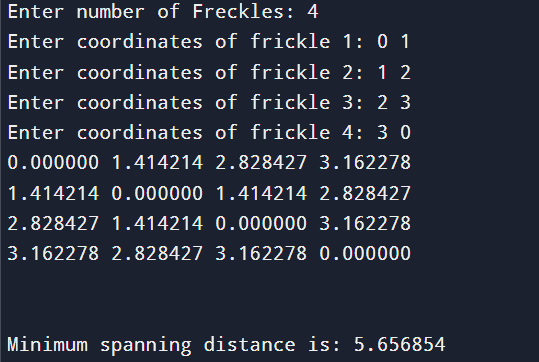 Enter number of Freckles: 4
Enter coordinates of frickle 1: 0 1
Enter coordinates of frickle 2: 1 2
Enter coordinates of frickle 3: 2 3
Enter coordinates of frickle 4: 3 0
0.000000 1.414214 2.828427 3.162278
1.414214 0.000000 1.414214 2.828427
2.828427 1.414214 0.000000 3.162278
3.162278 2.828427 3.162278 0.000000
Minimum spanning distance is: 5.656854